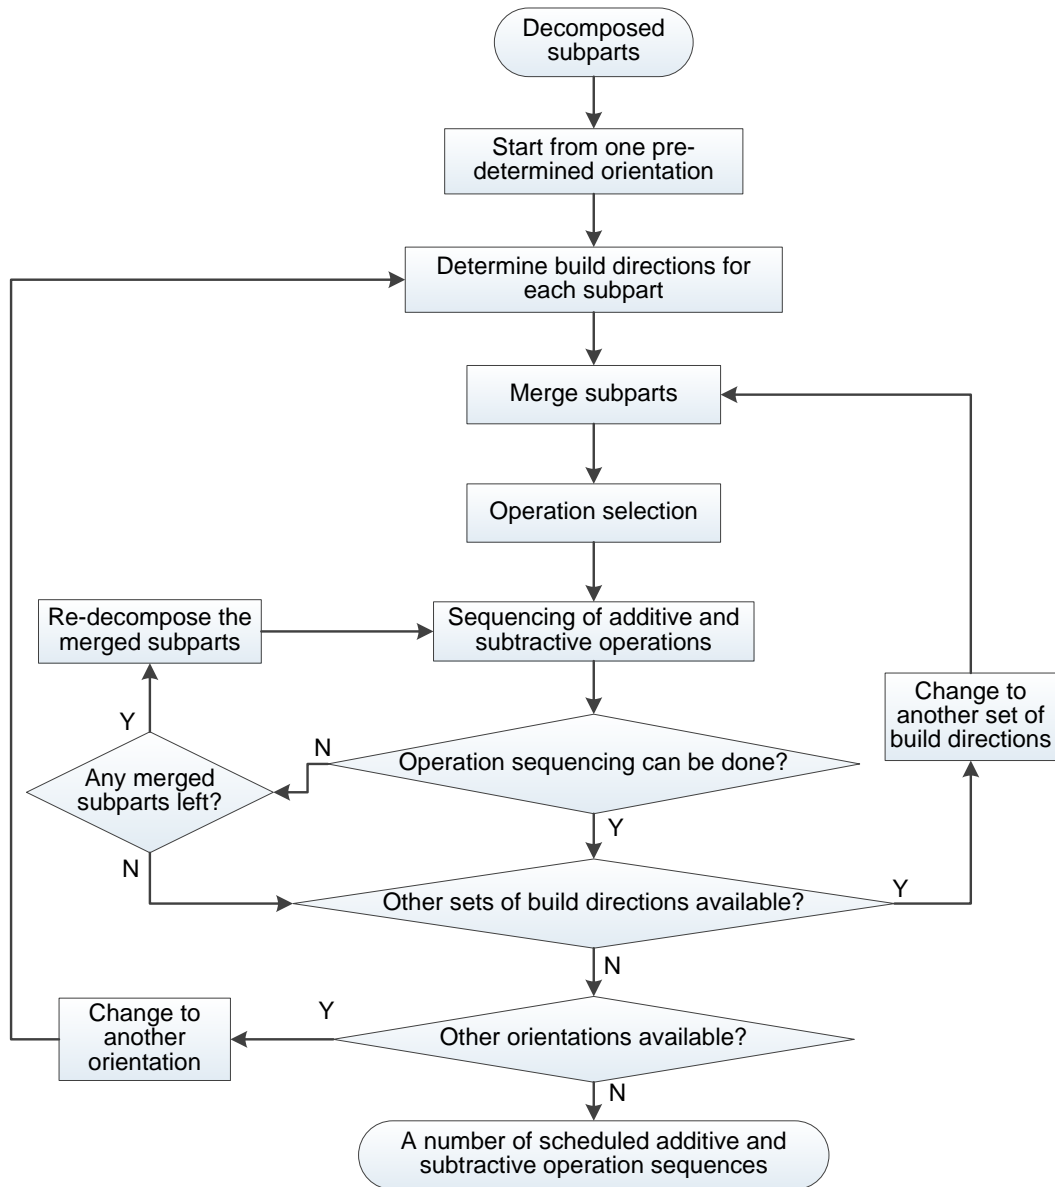 Decomposed
subparts
Start from one pre-
determined orientation
Determine build directions for
each subpart
Merge subparts
Operation selection
Re-decompose the
merged subparts
Sequencing of additive and
subtractive operations
Change to
another set of
build directions
Y
N
Any merged
subparts left?
Operation sequencing can be done?
Y
N
Y
Other sets of build directions available?
N
Y
Change to
another
orientation
Other orientations available?
N
A number of scheduled additive and
subtractive operation sequences